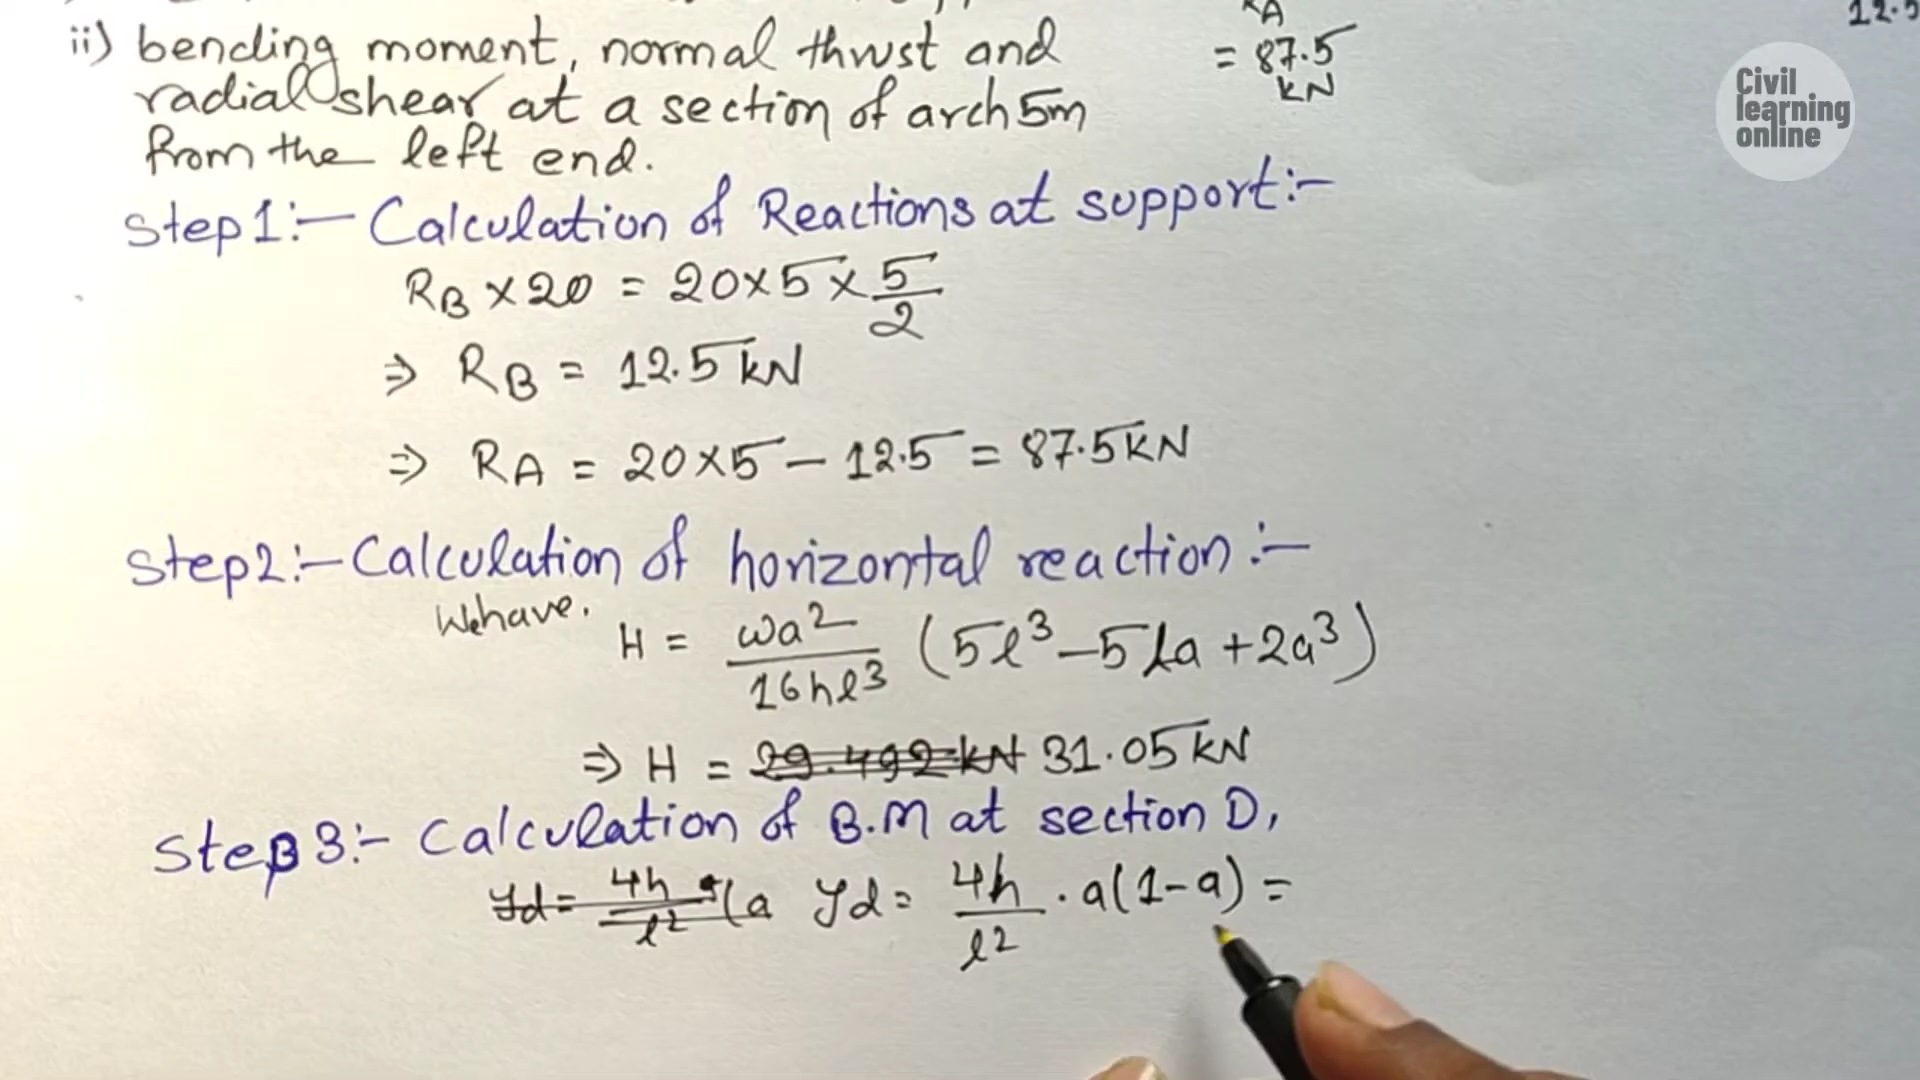 RA
12.5
ii) bending moment, normal thrust and
= 87.5
kN
radial shear at a section of arch 5m
from the left end.
Civil
learning
online
Step1:- Calculation of Reactions at support:-
RB × 20 = 20×5×5/2
⇒ RB = 12.5 kN
⇒ RA = 20×5 - 12.5 = 87.5KN
Step2:- Calculation of horizontal reaction:-
We have.
H = wa²/16hl³ (5l³-5la+2a³)
⇒ H = 29.492 kN 31.05 kN
Step 3:- Calculation of B.M at section D,
yd = 4h/l² (a yd = 4h/l² . a(1-a) =